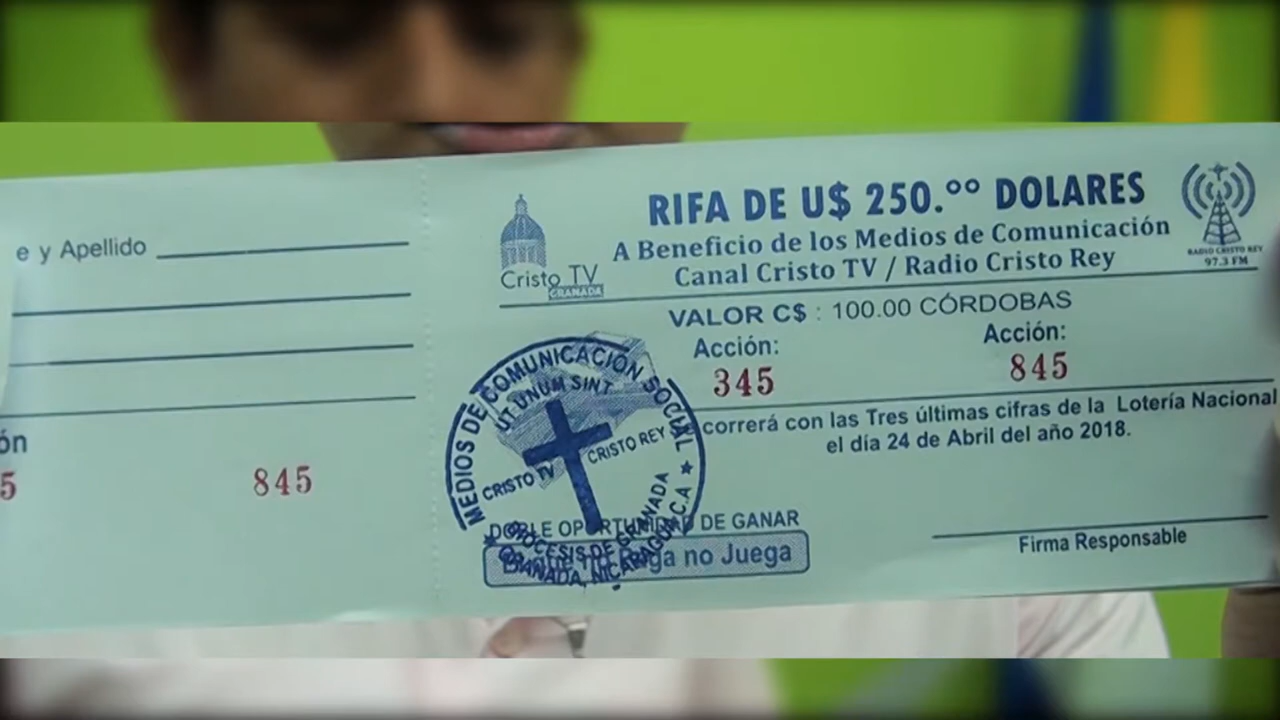 e y Apellido
ón
5 845
Cristo TV
GRANADA
RIFA DE U$ 250.ºº DOLARES
A Beneficio de los Medios de Comunicación
Canal Cristo TV / Radio Cristo Rey
RADIO CRISTO REY
97.3 FM
VALOR C$ : 100.00 CÓRDOBAS
Acción: Acción:
345 845
correrá con las Tres últimas cifras de la Lotería Nacional
el día 24 de Abril del año 2018.
MEDIOS DE COMUNICACIÓN SOCIAL
UT UNUM SINT
CRISTO TV CRISTO REY
DIÓCESIS DE GRANADA
GRANADA, NICARAGUA C.A
DOBLE OPORTUNIDAD DE GANAR
no Juega
Firma Responsable